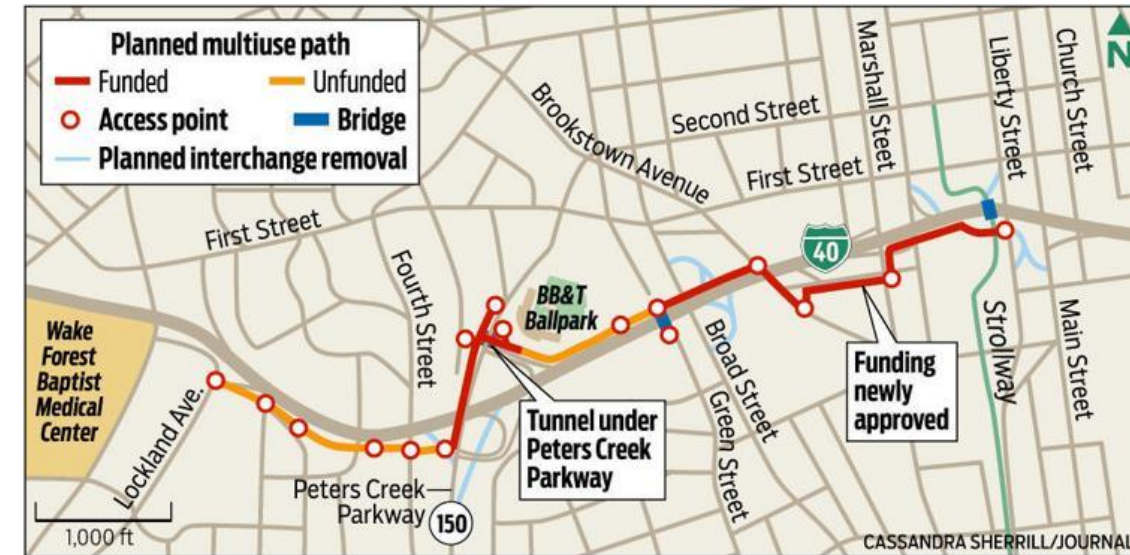 Planned multiuse path
Funded
Unfunded
Access point
Bridge
Planned interchange removal
N
Marshall Steet
Liberty Street
Church Street
Second Street
Brookstown Avenue
First Street
First Street
40
Fourth Street
BB&T
Ballpark
Wake
Forest
Baptist
Medical
Center
Lockland Ave.
Broad Street
Green Street
Strollway
Main Street
Funding
newly
approved
Tunnel under
Peters Creek
Parkway
Peters Creek
Parkway
150
1,000 ft
CASSANDRA SHERRILL/JOURNAL